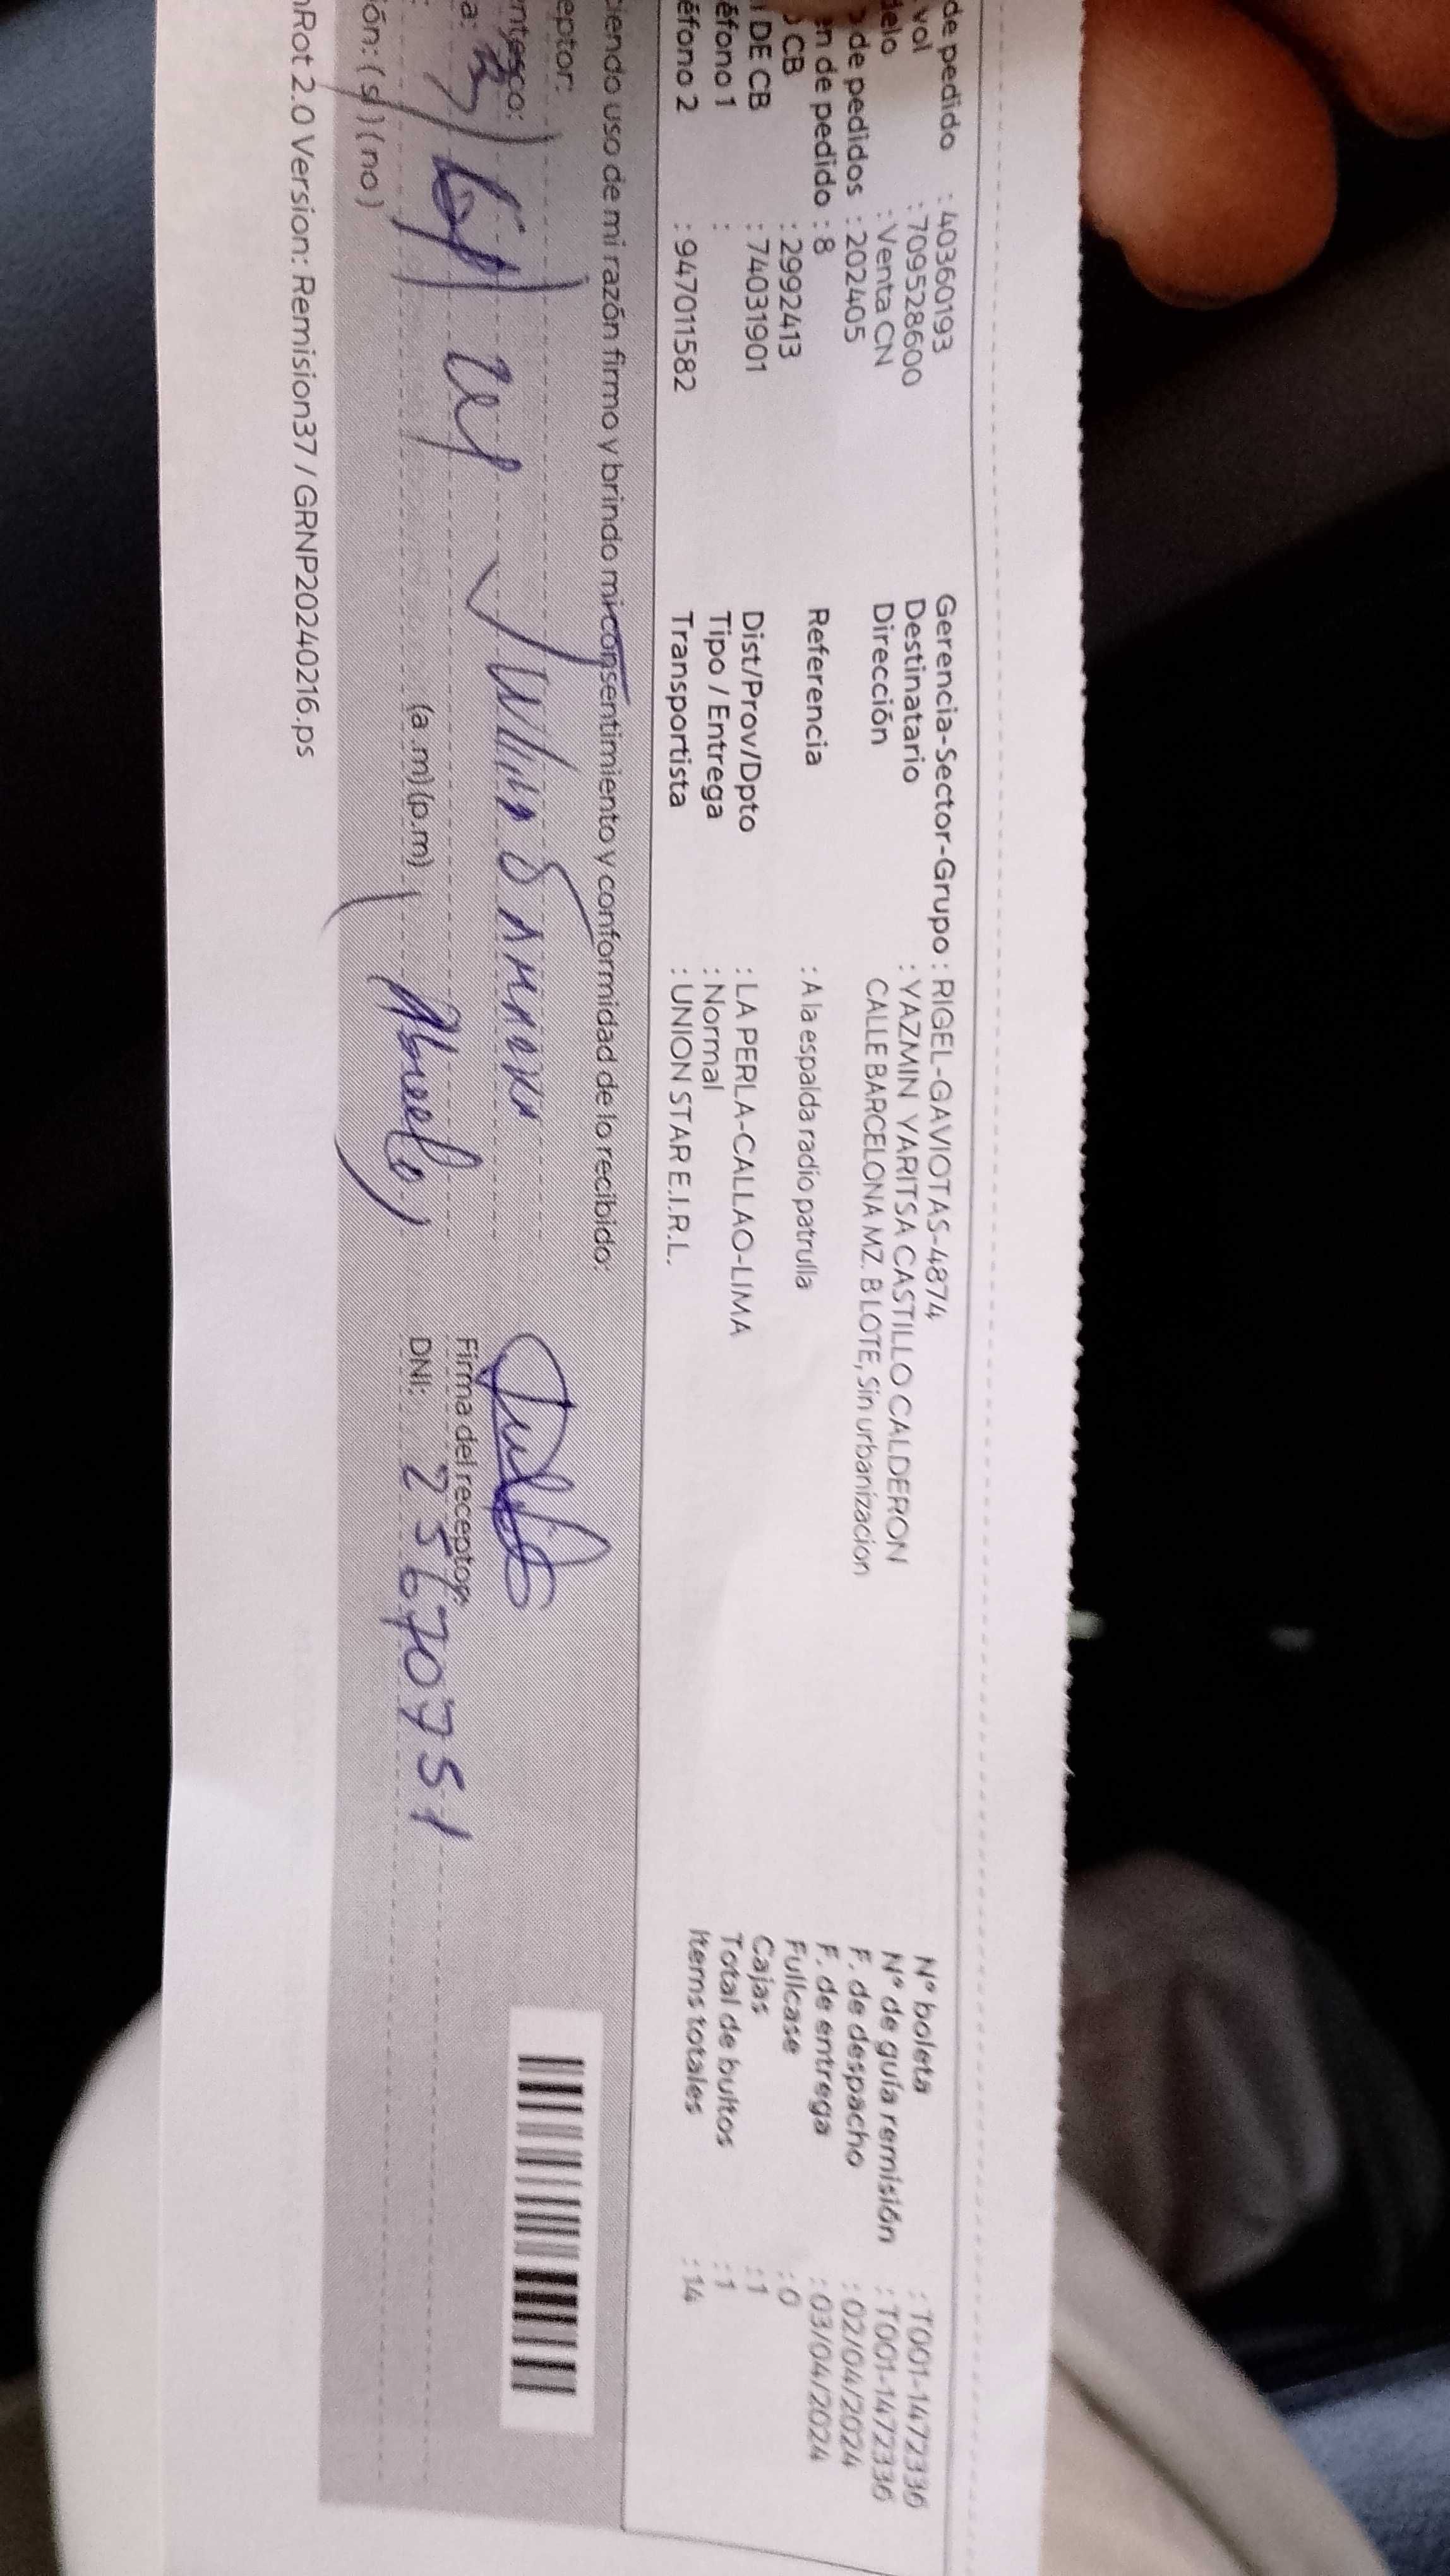 de pedido : 40360193
vol : 709528600
delo : Venta CN
de pedidos : 202405
en de pedido : 8
CB : 2992413
DE CB : 74031901
éfono 1 :
éfono 2 : 947011582
Gerencia-Sector-Grupo : RIGEL-GAVIOTAS-4874
Destinatario : YAZMIN YARITSA CASTILLO CALDERON
Dirección CALLE BARCELONA MZ. B LOTE, Sin urbanizacion
Referencia : A la espalda radio patrulla
Dist/Prov/Dpto : LA PERLA-CALLAO-LIMA
Tipo / Entrega : Normal
Transportista : UNION STAR E.I.R.L.
N° boleta : T001-1472336
N° de guía remisión : T001-1472336
F. de despacho : 02/04/2024
F. de entrega : 03/04/2024
Fullcase : 0
Cajas : 1
Total de bultos : 1
Items totales : 14
ciendo uso de mi razón firmo y brindo mi consentimiento y conformidad de lo recibido:
eptor:
ntesco:
a:
(a.m)(p.m) (Abuelo)
ión: (si) (no)
Firma del receptor:
DNI: 25670751
nRot 2.0 Version: Remision37 / GRNP20240216.ps